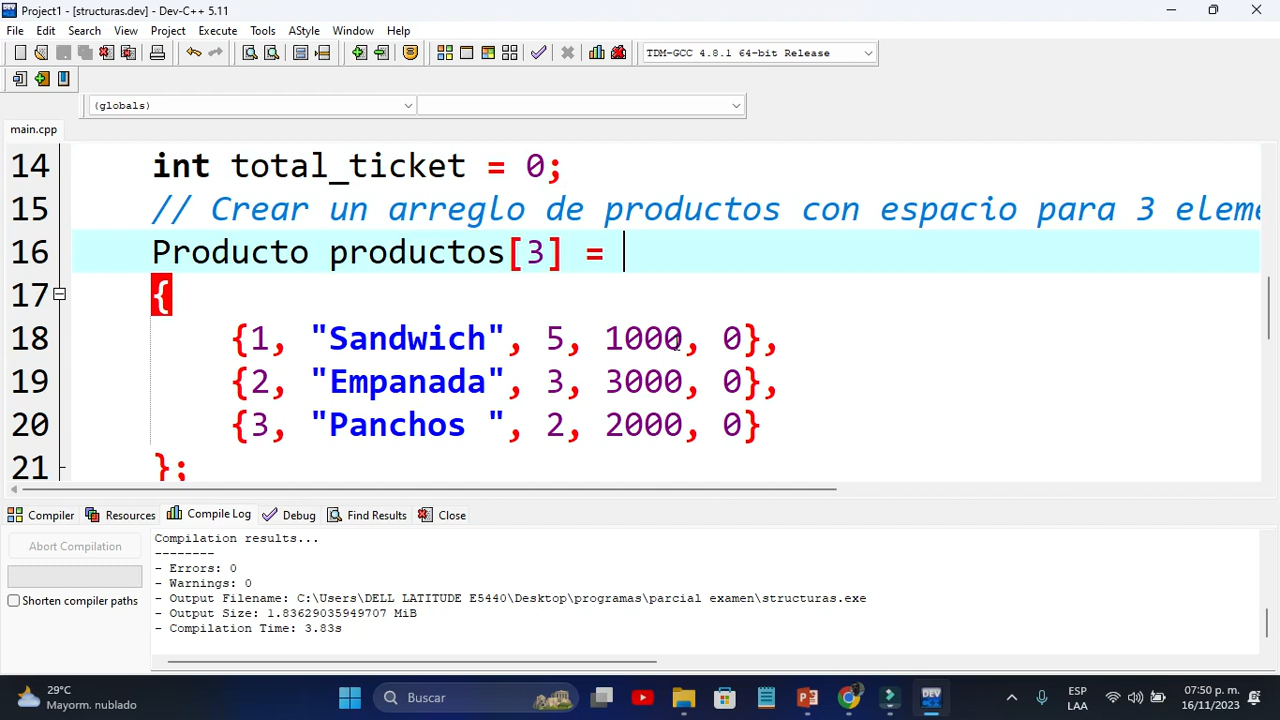 Project1 - [structuras.dev] - Dev-C++ 5.11
File Edit Search View Project Execute Tools AStyle Window Help
TDM-GCC 4.8.1 64-bit Release
(globals)
main.cpp
14 int total_ticket = 0;
15 // Crear un arreglo de productos con espacio para 3 eleme
16 Producto productos[3] =
17 {
18 {1, "Sandwich", 5, 1000, 0},
19 {2, "Empanada", 3, 3000, 0},
20 {3, "Panchos ", 2, 2000, 0}
21 };
Compiler Resources Compile Log Debug Find Results Close
Abort Compilation
Shorten compiler paths
Compilation results...
--------
- Errors: 0
- Warnings: 0
- Output Filename: C:\Users\DELL LATITUDE E5440\Desktop\programas\parcial examen\structuras.exe
- Output Size: 1.83629035949707 MiB
- Compilation Time: 3.83s
29°C
Mayorm. nublado
Buscar
DEV
ESP
LAA
07:50 p. m.
16/11/2023